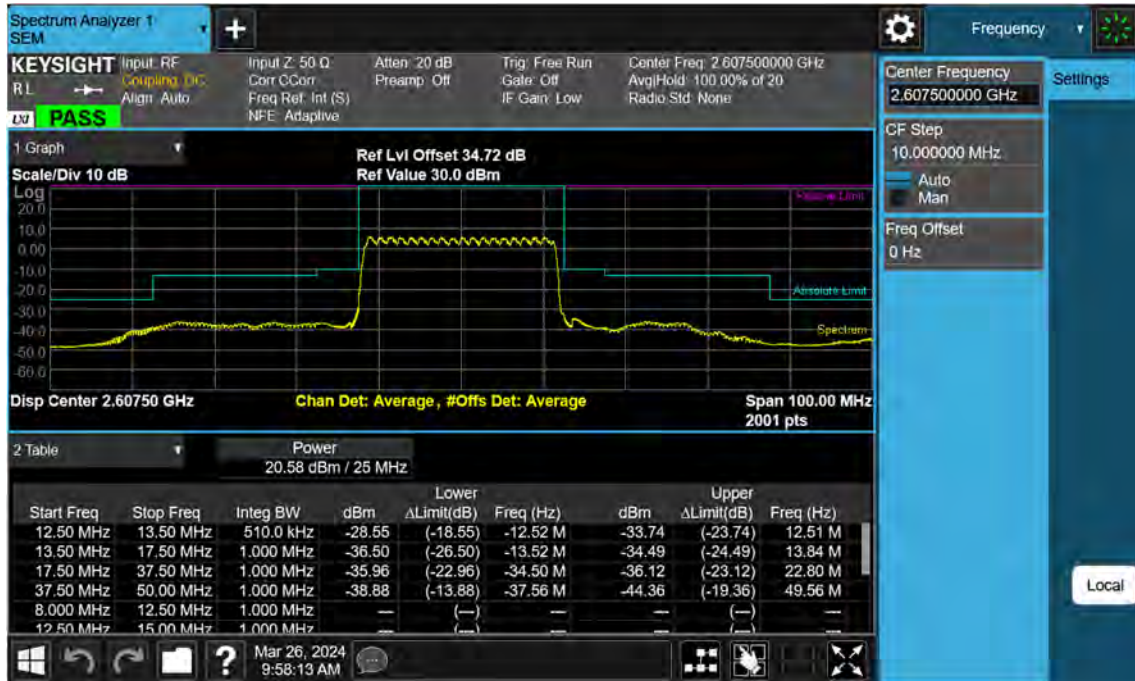 Spectrum Analyzer 1
SEM
Frequency
KEYSIGHT
Input: RF
Coupling: DC
Align: Auto
Input Z: 50 Ω
Corr CCorr
Freq Ref: Int (S)
NFE: Adaptive
Atten: 20 dB
Preamp: Off
Trig: Free Run
Gate: Off
IF Gain: Low
Center Freq: 2.607500000 GHz
Avg|Hold: 100.00% of 20
Radio Std: None
R L
LXI PASS
Center Frequency
2.607500000 GHz
Settings
CF Step
10.000000 MHz
Auto
Man
Freq Offset
0 Hz
Local
1 Graph
Scale/Div 10 dB
Ref Lvl Offset 34.72 dB
Ref Value 30.0 dBm
Log
20.0
10.0
0.00
-10.0
-20.0
-30.0
-40.0
-50.0
-60.0
Relative Limit
Absolute Limit
Spectrum
Disp Center 2.60750 GHz
Chan Det: Average, #Offs Det: Average
Span 100.00 MHz
2001 pts
2 Table
Power
20.58 dBm / 25 MHz
Lower Upper
Start Freq Stop Freq Integ BW dBm ΔLimit(dB) Freq (Hz) dBm ΔLimit(dB) Freq (Hz)
12.50 MHz 13.50 MHz 510.0 kHz -28.55 (-18.55) -12.52 M -33.74 (-23.74) 12.51 M
13.50 MHz 17.50 MHz 1.000 MHz -36.50 (-26.50) -13.52 M -34.49 (-24.49) 13.84 M
17.50 MHz 37.50 MHz 1.000 MHz -35.96 (-22.96) -34.50 M -36.12 (-23.12) 22.80 M
37.50 MHz 50.00 MHz 1.000 MHz -38.88 (-13.88) -37.56 M -44.36 (-19.36) 49.56 M
8.000 MHz 12.50 MHz 1.000 MHz --- (---) --- --- (---) ---
12.50 MHz 15.00 MHz 1.000 MHz --- (---) --- --- (---) ---
?
Mar 26, 2024
9:58:13 AM